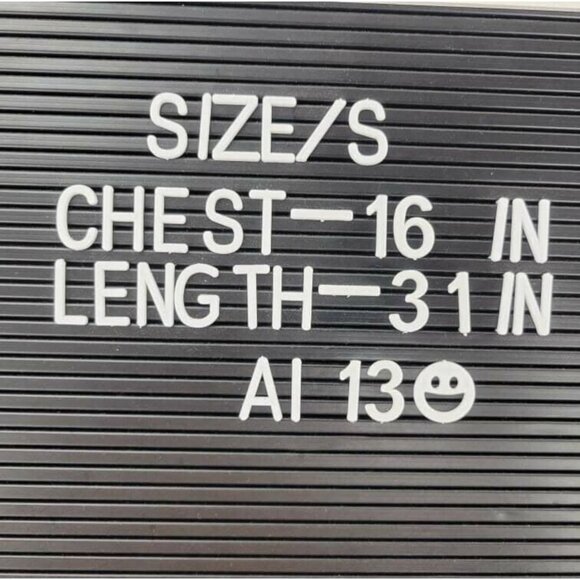 SIZE/S
CHEST—16 IN
LENGTH—31 IN
AI 13☺